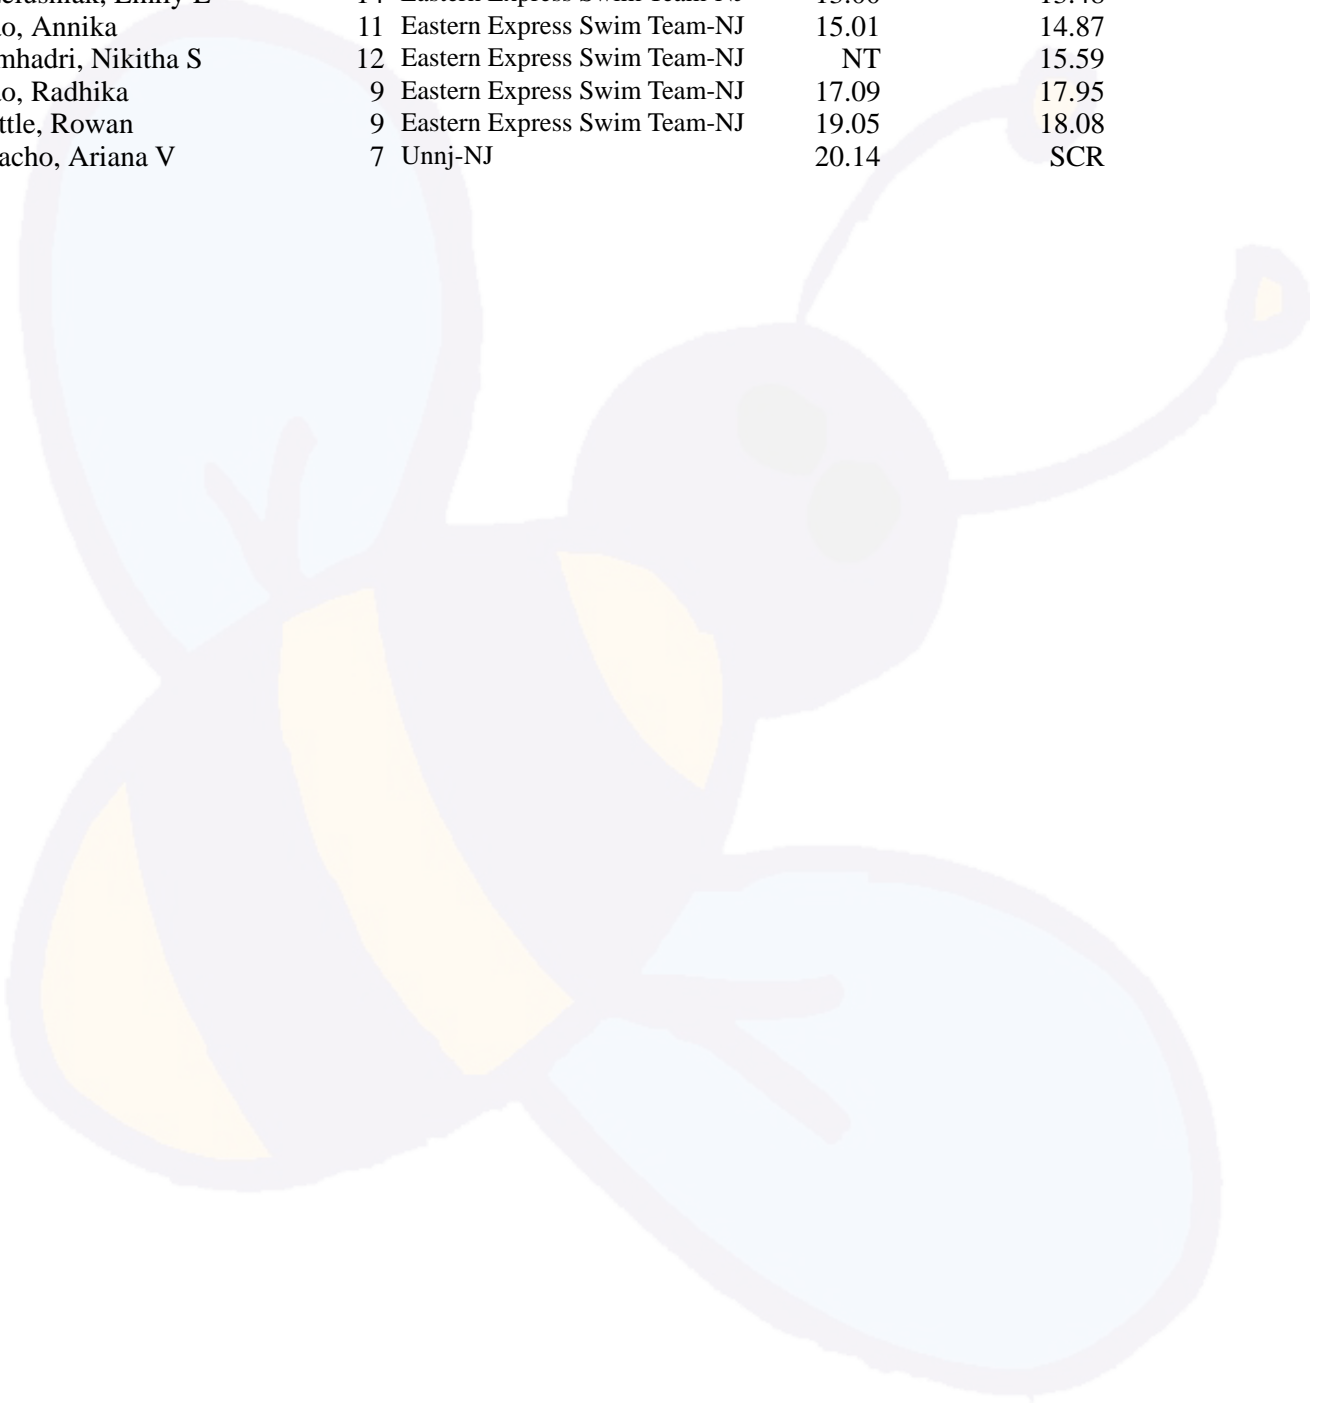 o, Annika 11 Eastern Express Swim Team-NJ 15.01 14.87
mhadri, Nikitha S 12 Eastern Express Swim Team-NJ NT 15.59
o, Radhika 9 Eastern Express Swim Team-NJ 17.09 17.95
ttle, Rowan 9 Eastern Express Swim Team-NJ 19.05 18.08
acho, Ariana V 7 Unnj-NJ 20.14 SCR